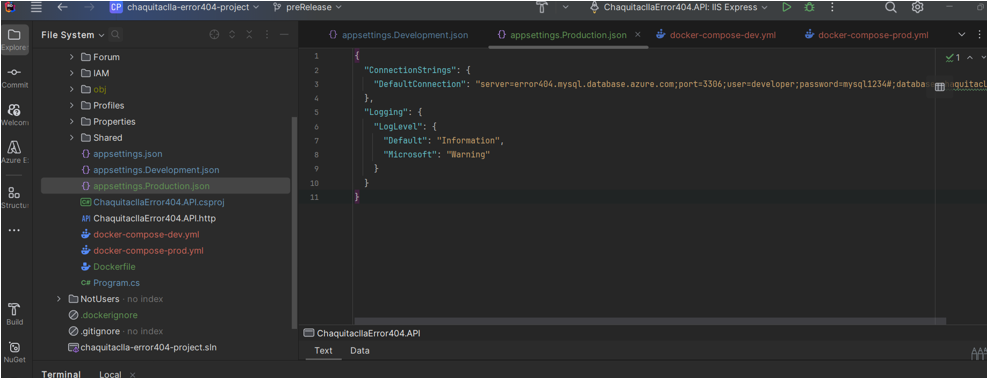 CP chaquitaclla-error404-project preRelease ChaquitacllaError404.API: IIS Express
Explore
Commit
Welcon
Azure E:
Structu
Build
NuGet
File System
Forum
IAM
obj
Profiles
Properties
Shared
appsettings.json
appsettings.Development.json
appsettings.Production.json
ChaquitacllaError404.API.csproj
API ChaquitacllaError404.API.http
docker-compose-dev.yml
docker-compose-prod.yml
Dockerfile
C# Program.cs
NotUsers · no index
.dockerignore
.gitignore · no index
chaquitaclla-error404-project.sln
appsettings.Development.json appsettings.Production.json docker-compose-dev.yml docker-compose-prod.yml
1 {
2 "ConnectionStrings": {
3 "DefaultConnection": "server=error404.mysql.database.azure.com;port=3306;user=developer;password=mysql1234#;database
4 },
5 "Logging": {
6 "LogLevel": {
7 "Default": "Information",
8 "Microsoft": "Warning"
9 }
10 }
11 }
1
ChaquitacllaError404.API
Text Data
Terminal Local